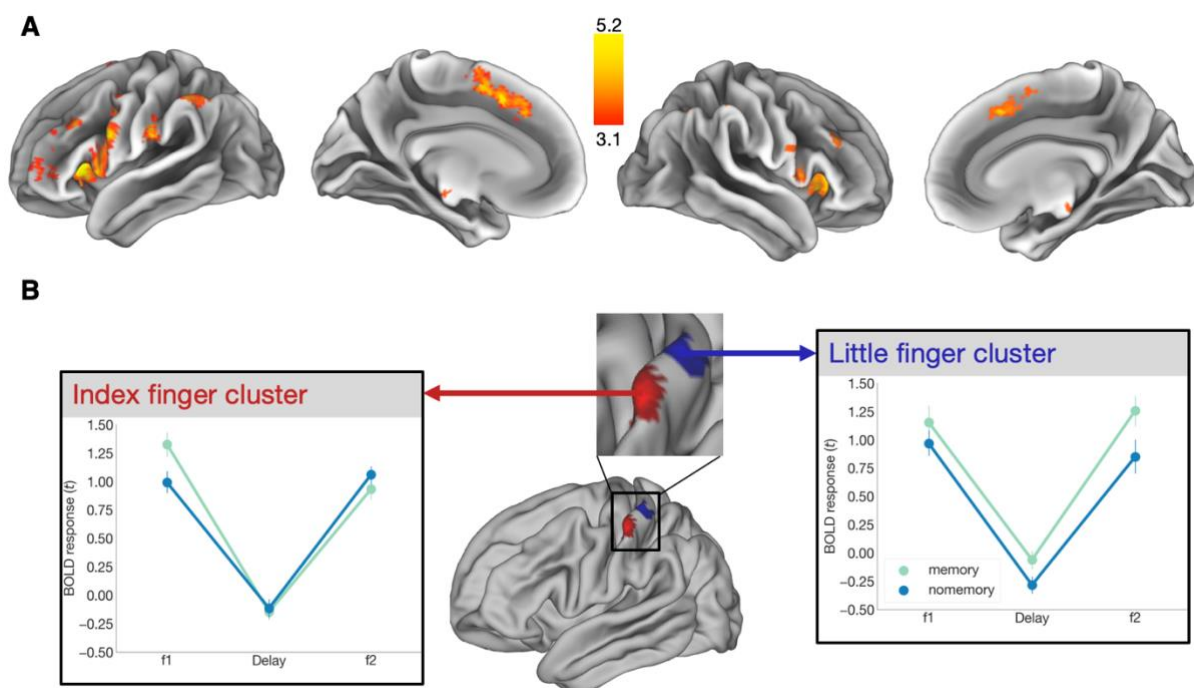 A
5.2
3.1
B
Index finger cluster
BOLD response (t)
1.50
1.25
1.00
0.75
0.50
0.25
0.00
−0.25
−0.50
f1 Delay f2
Little finger cluster
BOLD response (t)
1.50
1.25
1.00
0.75
0.50
0.25
0.00
−0.25
−0.50
memory
nomemory
f1 Delay f2